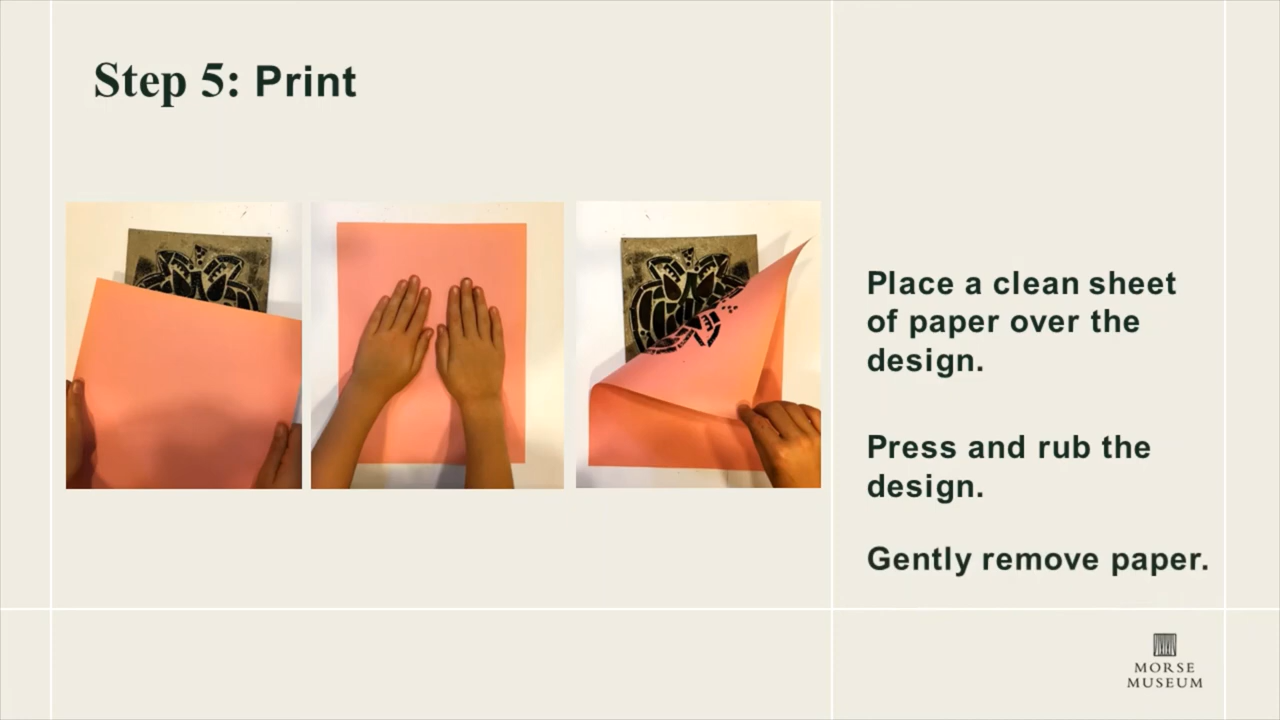 Step 5: Print
Place a clean sheet
of paper over the
design.
Press and rub the
design.
Gently remove paper.
MORSE
MUSEUM